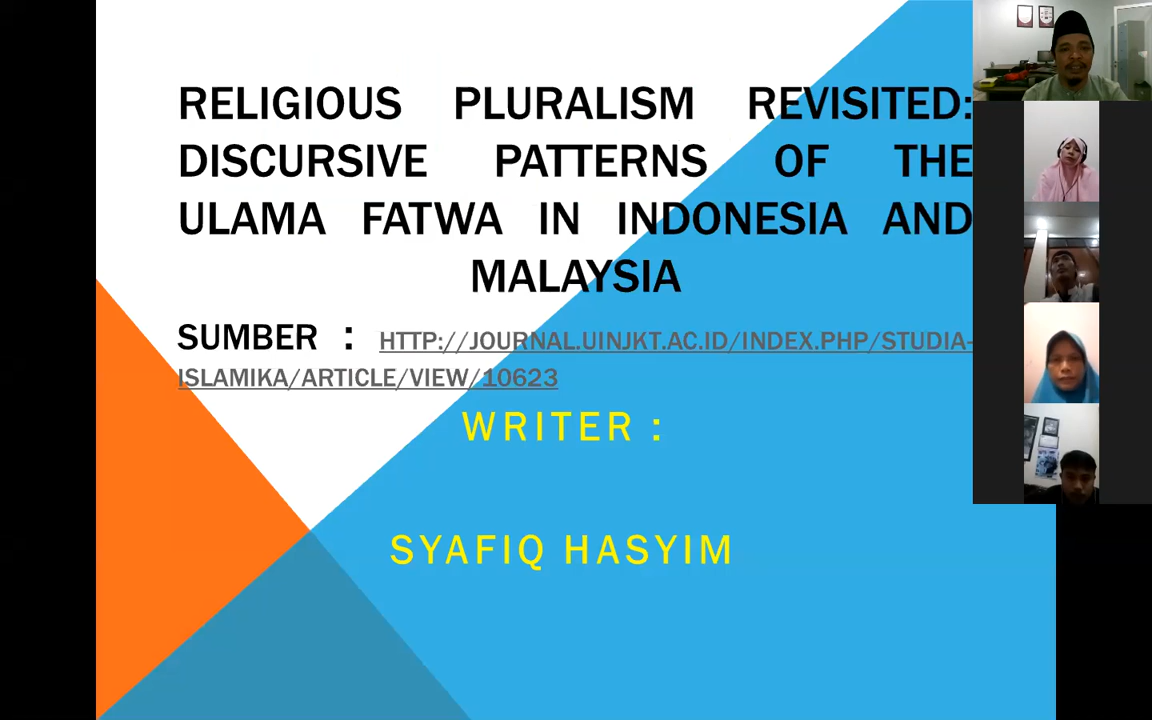 RELIGIOUS PLURALISM REVISITED:
DISCURSIVE PATTERNS OF THE
ULAMA FATWA IN INDONESIA AND
MALAYSIA
SUMBER : HTTP://JOURNAL.UINJKT.AC.ID/INDEX.PHP/STUDIA-
ISLAMIKA/ARTICLE/VIEW/10623
WRITER :
SYAFIQ HASYIM